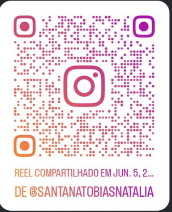 REEL COMPARTILHADO EM JUN. 5, 2...
DE @SANTANATOBIASNATALIA